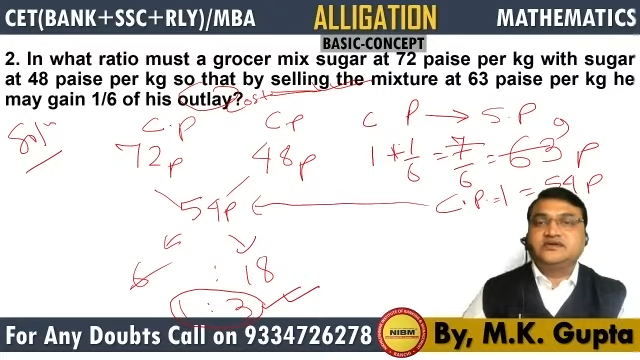 CET(BANK+SSC+RLY)/MBA ALLIGATION MATHEMATICS
BASIC-CONCEPT
2. In what ratio must a grocer mix sugar at 72 paise per kg with sugar
at 48 paise per kg so that by selling the mixture at 63 paise per kg he
may gain 1/6 of his outlay?
cost
Soln C.P C.P C P → S.P
72p 48p 1 + 1/6 = 7/6 = 63 p
9
C.P = 1 = 54 p
54p
6 : 18
1 : 3
NIBM
RANCHI
For Any Doubts Call on 9334726278 By, M.K. Gupta